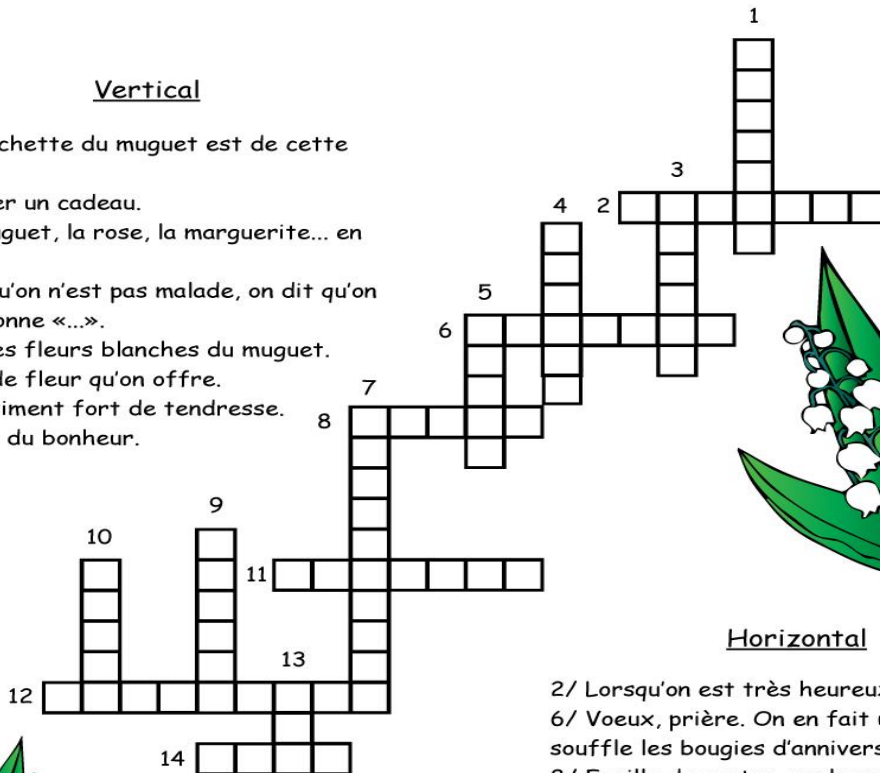 Vertical
chette du muguet est de cette
er un cadeau.
guet, la rose, la marguerite... en
u'on n'est pas malade, on dit qu'on
onne «...».
es fleurs blanches du muguet.
de fleur qu'on offre.
iment fort de tendresse.
du bonheur.
1
3
4 2
5
6
7
8
9
10
11
13
12
14
Horizontal
2/ Lorsqu'on est très heureux
6/ Voeux, prière. On en fait u
souffle les bougies d'annivers